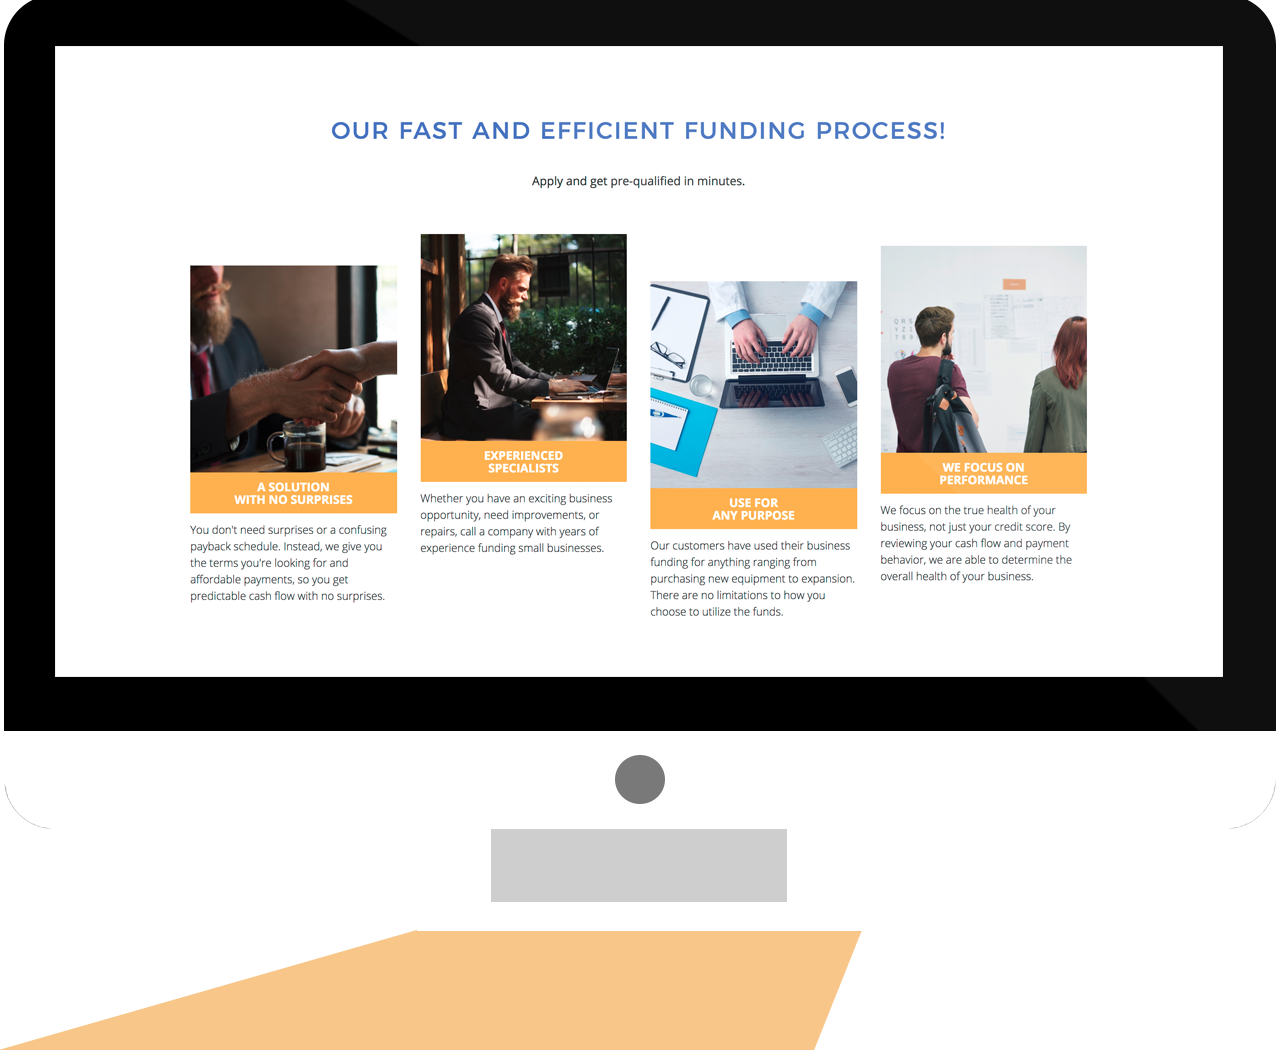 OUR FAST AND EFFICIENT FUNDING PROCESS!
Apply and get pre-qualified in minutes.
A SOLUTION
WITH NO SURPRISES
You don't need surprises or a confusing
payback schedule. Instead, we give you
the terms you're looking for and
affordable payments, so you get
predictable cash flow with no surprises.
EXPERIENCED
SPECIALISTS
Whether you have an exciting business
opportunity, need improvements, or
repairs, call a company with years of
experience funding small businesses.
USE FOR
ANY PURPOSE
Our customers have used their business
funding for anything ranging from
purchasing new equipment to expansion.
There are no limitations to how you
choose to utilize the funds.
WE FOCUS ON
PERFORMANCE
We focus on the true health of your
business, not just your credit score. By
reviewing your cash flow and payment
behavior, we are able to determine the
overall health of your business.